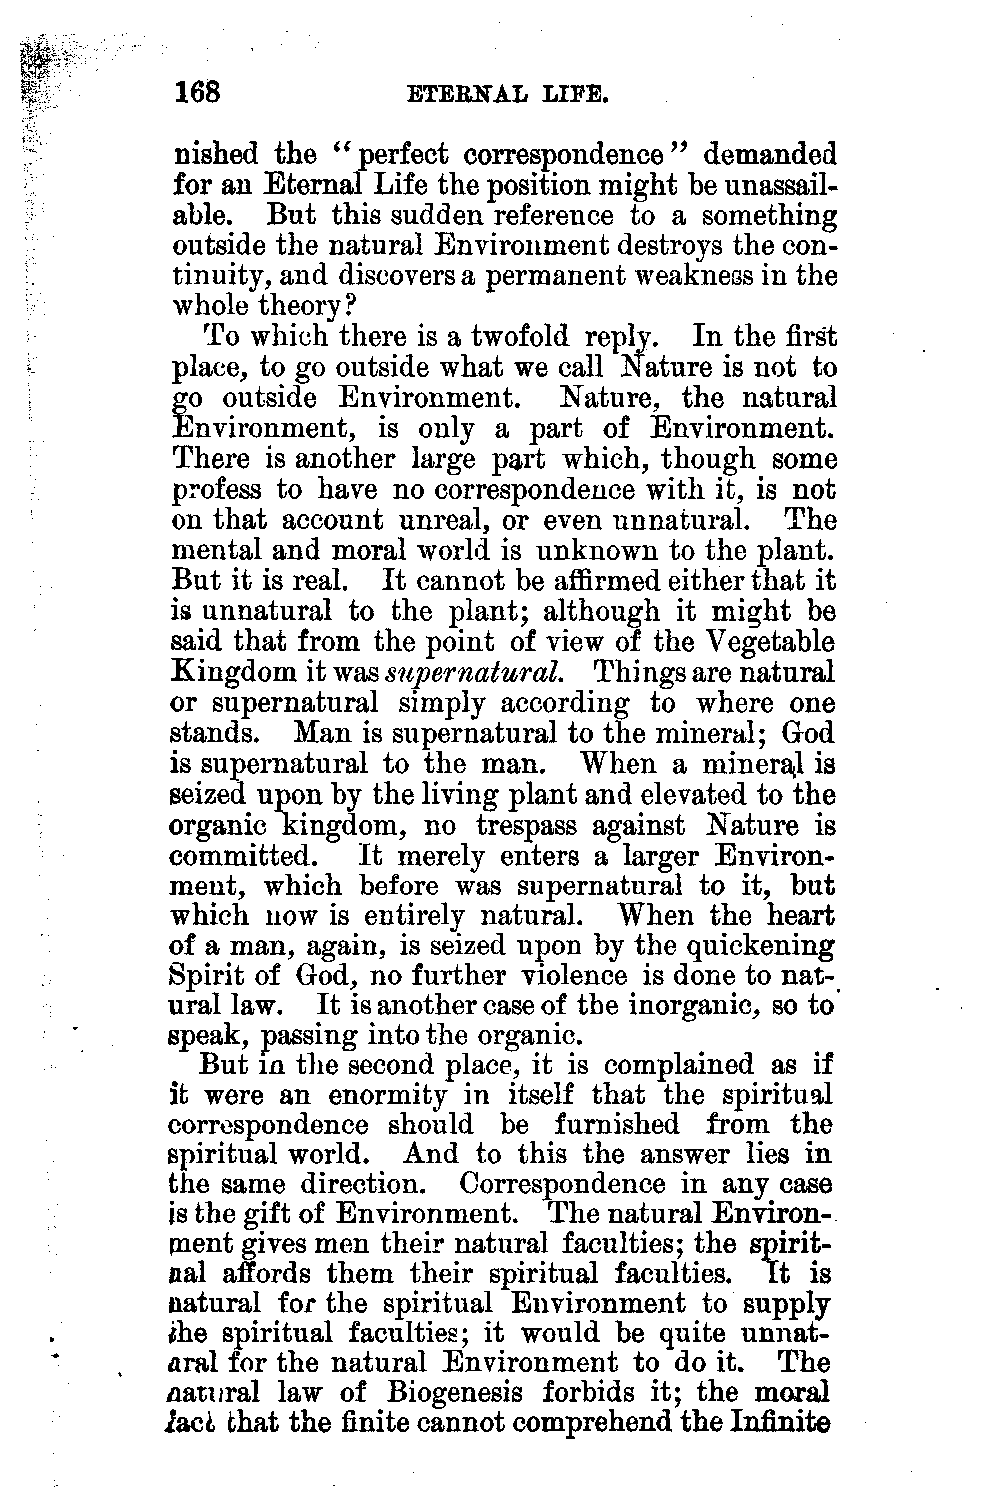 168 ETERNAL LIFE.
nished the “perfect correspondence” demanded
for an Eternal Life the position might be unassail-
able. But this sudden reference to a something
outside the natural Environment destroys the con-
tinuity, and discovers a permanent weakness in the
whole theory?
To which there is a twofold reply. In the first
place, to go outside what we call Nature is not to
go outside Environment. Nature, the natural
Environment, is only a part of Environment.
There is another large part which, though some
profess to have no correspondence with it, is not
on that account unreal, or even unnatural. The
mental and moral world is unknown to the plant.
But it is real. It cannot be affirmed either that it
is unnatural to the plant; although it might be
said that from the point of view of the Vegetable
Kingdom it was supernatural. Things are natural
or supernatural simply according to where one
stands. Man is supernatural to the mineral; God
is supernatural to the man. When a mineral is
seized upon by the living plant and elevated to the
organic kingdom, no trespass against Nature is
committed. It merely enters a larger Environ-
ment, which before was supernatural to it, but
which now is entirely natural. When the heart
of a man, again, is seized upon by the quickening
Spirit of God, no further violence is done to nat-
ural law. It is another case of the inorganic, so to
speak, passing into the organic.
But in the second place, it is complained as if
it were an enormity in itself that the spiritual
correspondence should be furnished from the
spiritual world. And to this the answer lies in
the same direction. Correspondence in any case
is the gift of Environment. The natural Environ-
ment gives men their natural faculties; the spirit-
ual affords them their spiritual faculties. It is
natural for the spiritual Environment to supply
the spiritual faculties; it would be quite unnat-
ural for the natural Environment to do it. The
natural law of Biogenesis forbids it; the moral
fact that the finite cannot comprehend the Infinite